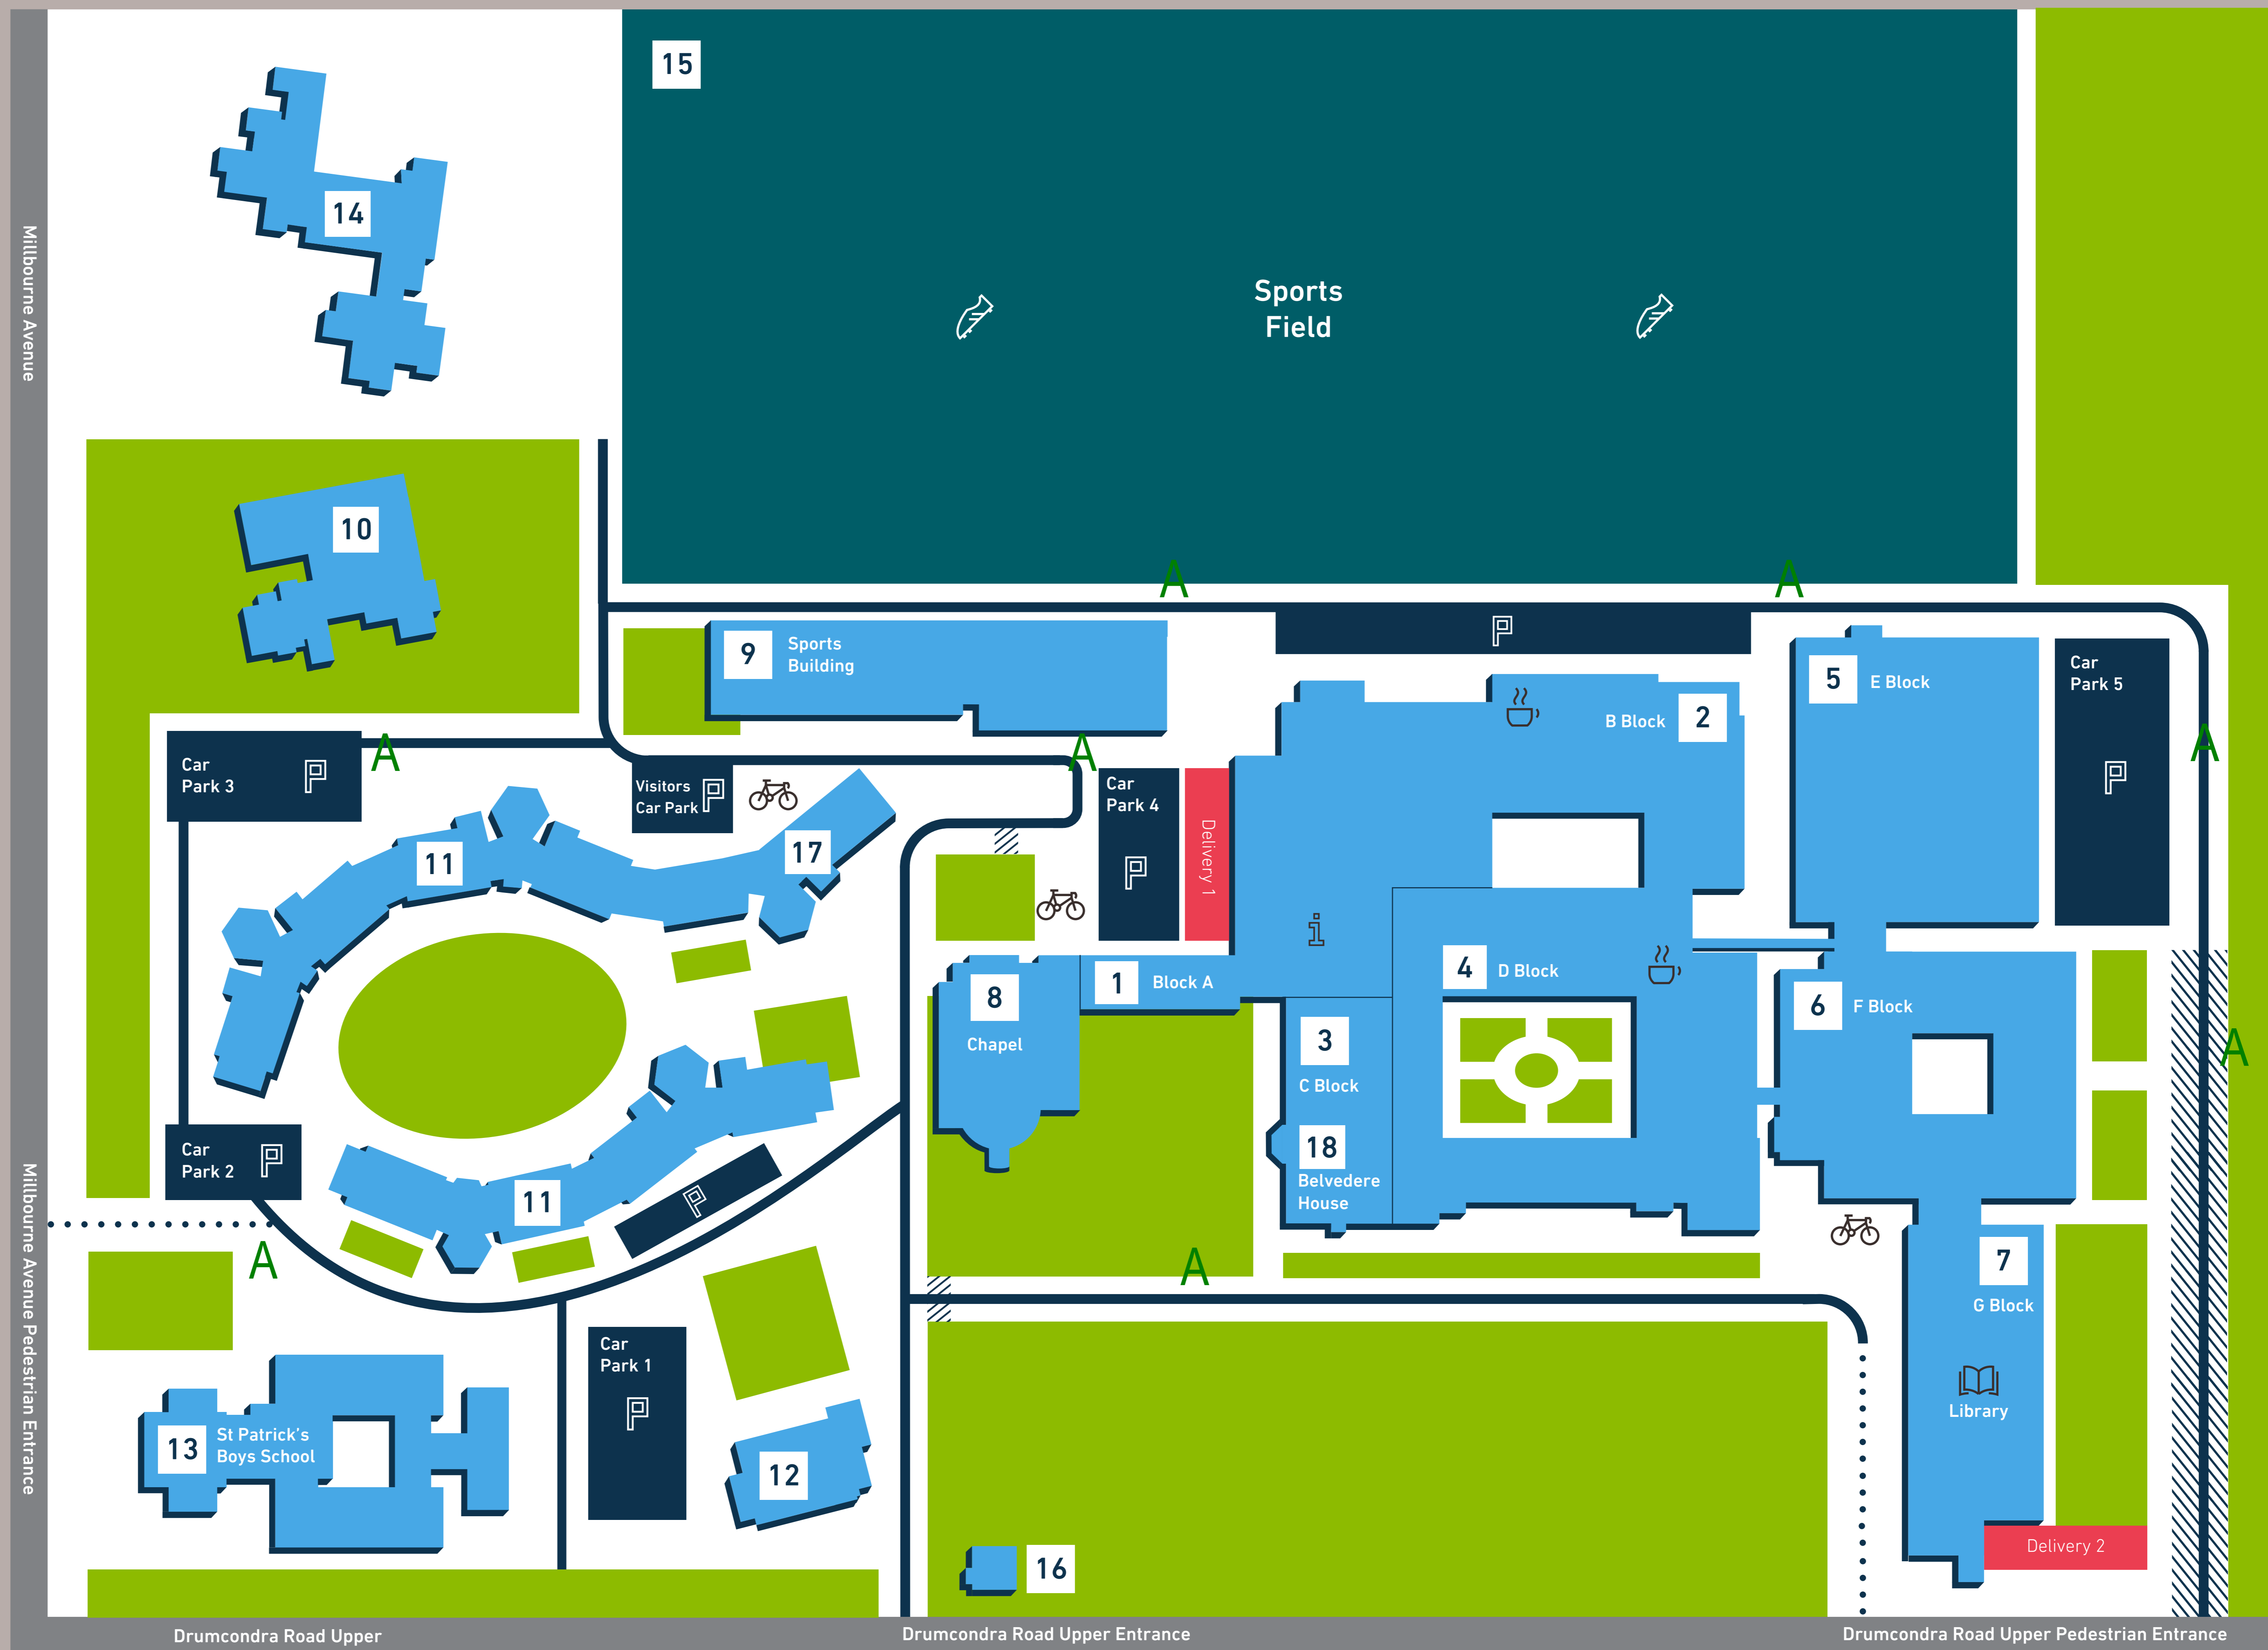 15
Sports
Field
14
Millbourne Avenue
10
A
A
9
Sports
Building
P
5
E Block
Car
Park 5
P
B Block
2
A
A
A
Car
Park 3
P
Visitors
Car Park
P
Car
Park 4
P
Delivery 1
11
17
i
4
D Block
8
Chapel
1
Block A
6
F Block
3
C Block
A
18
Belvedere
House
Car
Park 2
P
11
P
A
A
7
G Block
Library
Car
Park 1
P
13
St Patrick's
Boys School
12
16
Delivery 2
Millbourne Avenue Pedestrian Entrance
Drumcondra Road Upper
Drumcondra Road Upper Entrance
Drumcondra Road Upper Pedestrian Entrance